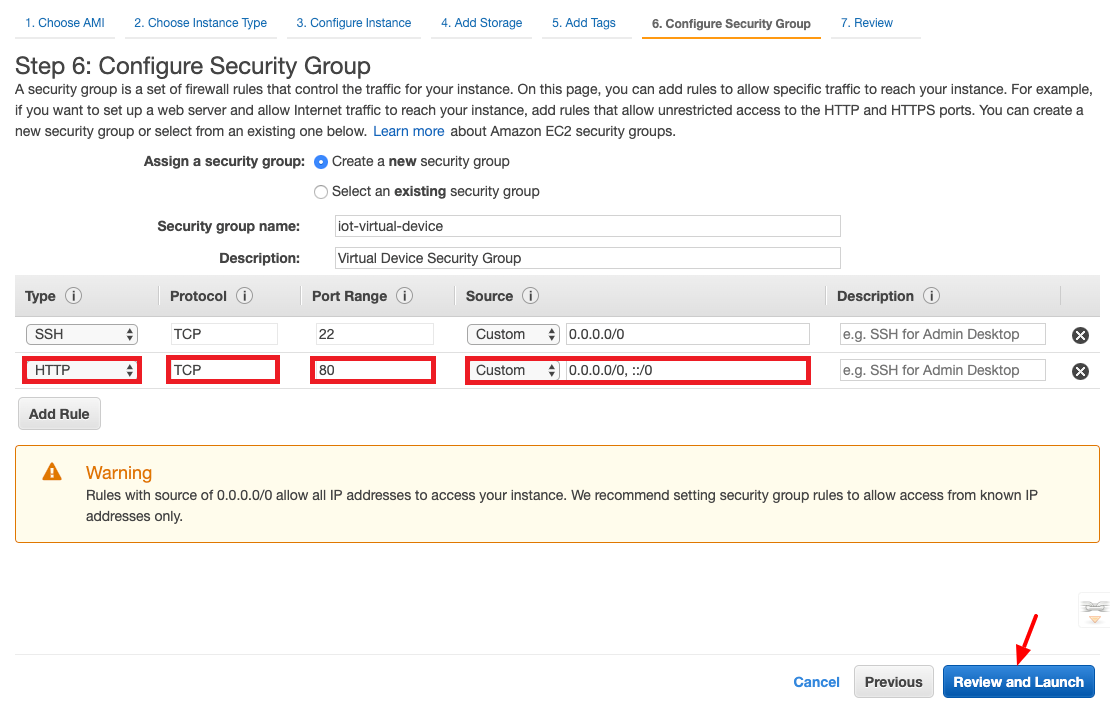 1. Choose AMI 2. Choose Instance Type 3. Configure Instance 4. Add Storage 5. Add Tags 6. Configure Security Group 7. Review
Step 6: Configure Security Group
A security group is a set of firewall rules that control the traffic for your instance. On this page, you can add rules to allow specific traffic to reach your instance. For example,
if you want to set up a web server and allow Internet traffic to reach your instance, add rules that allow unrestricted access to the HTTP and HTTPS ports. You can create a
new security group or select from an existing one below. Learn more about Amazon EC2 security groups.
Assign a security group: Create a new security group
Select an existing security group
Security group name: iot-virtual-device
Description: Virtual Device Security Group
Type i Protocol i Port Range i Source i Description i
SSH TCP 22 Custom 0.0.0.0/0 e.g. SSH for Admin Desktop
HTTP TCP 80 Custom 0.0.0.0/0, ::/0 e.g. SSH for Admin Desktop
Add Rule
Warning
Rules with source of 0.0.0.0/0 allow all IP addresses to access your instance. We recommend setting security group rules to allow access from known IP
addresses only.
Cancel Previous Review and Launch